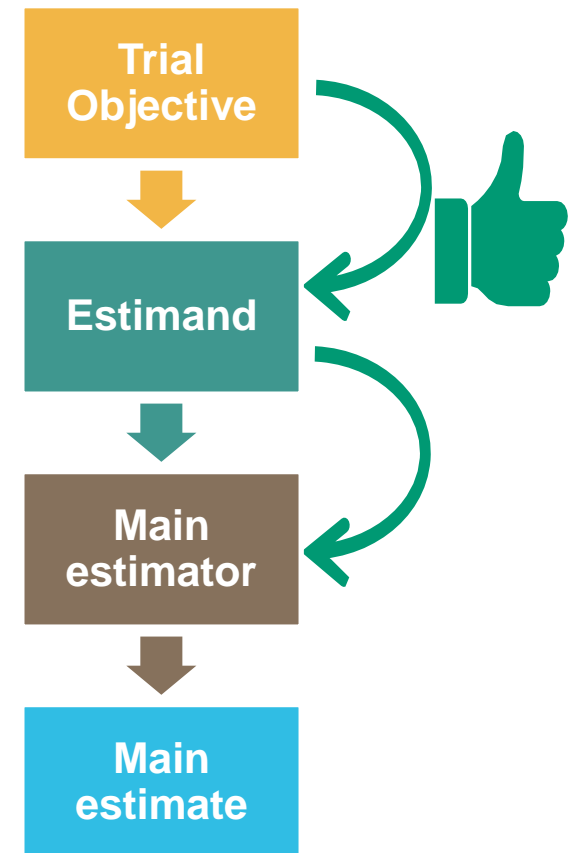 Trial
Objective
Estimand
Main
estimator
Main
estimate